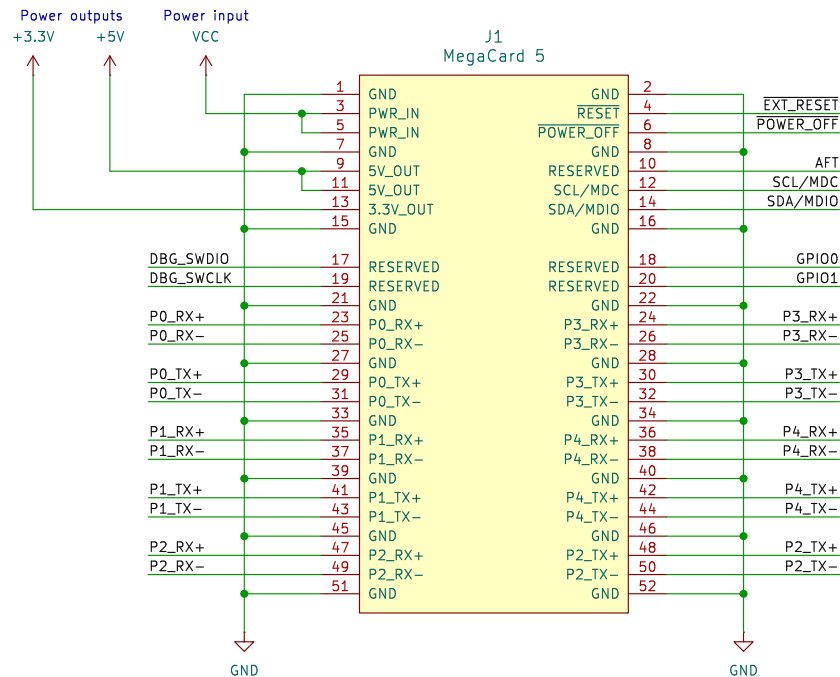 Power outputs Power input
+3.3V +5V VCC J1
MegaCard 5
1 GND GND 2
3 PWR_IN RESET 4 EXT_RESET
5 PWR_IN POWER_OFF 6 POWER_OFF
7 GND GND 8
9 5V_OUT RESERVED 10 AFT
11 5V_OUT SCL/MDC 12 SCL/MDC
13 3.3V_OUT SDA/MDIO 14 SDA/MDIO
15 GND GND 16
DBG_SWDIO 17 RESERVED RESERVED 18 GPIO0
DBG_SWCLK 19 RESERVED RESERVED 20 GPIO1
21 GND GND 22
P0_RX+ 23 P0_RX+ P3_RX+ 24 P3_RX+
P0_RX- 25 P0_RX- P3_RX- 26 P3_RX-
27 GND GND 28
P0_TX+ 29 P0_TX+ P3_TX+ 30 P3_TX+
P0_TX- 31 P0_TX- P3_TX- 32 P3_TX-
33 GND GND 34
P1_RX+ 35 P1_RX+ P4_RX+ 36 P4_RX+
P1_RX- 37 P1_RX- P4_RX- 38 P4_RX-
39 GND GND 40
P1_TX+ 41 P1_TX+ P4_TX+ 42 P4_TX+
P1_TX- 43 P1_TX- P4_TX- 44 P4_TX-
45 GND GND 46
P2_RX+ 47 P2_RX+ P2_TX+ 48 P2_TX+
P2_RX- 49 P2_RX- P2_TX- 50 P2_TX-
51 GND GND 52
GND GND